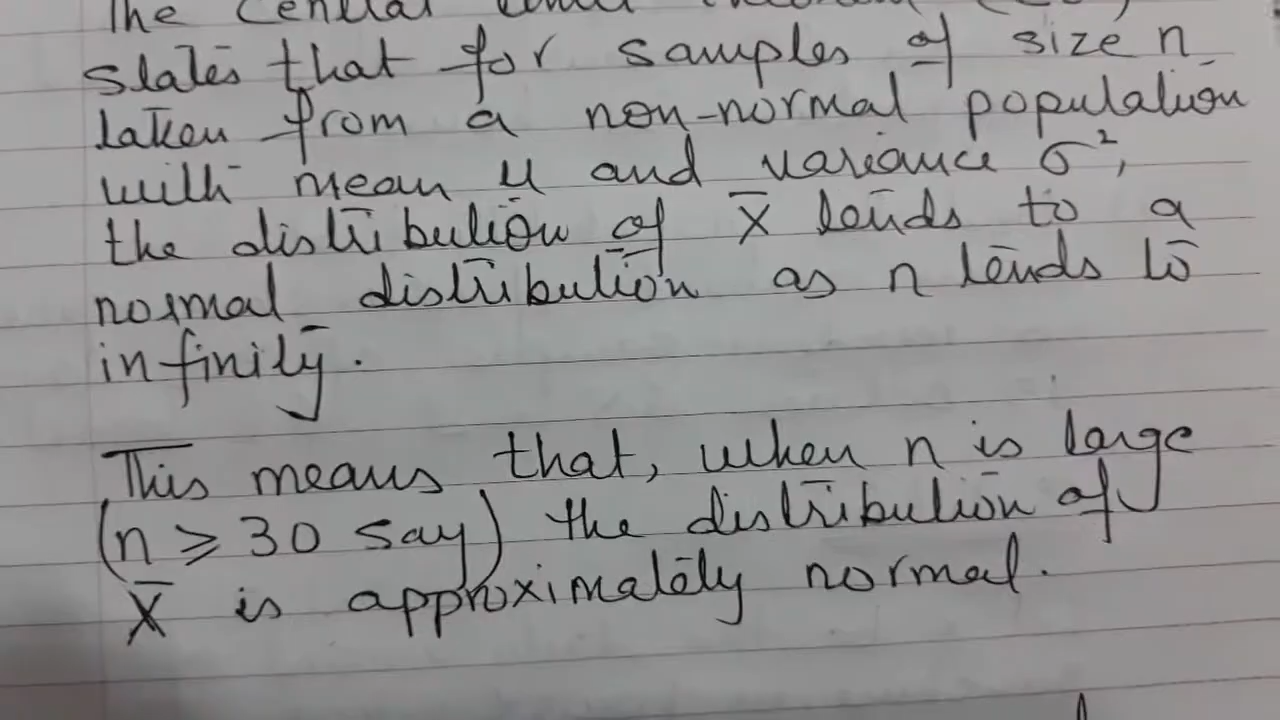 The Central
states that for samples of size n
taken from a non-normal population
with mean μ and variance σ²,
the distribution of X̄ tends to a
normal distribution as n tends to
infinity.
This means that, when n is large
(n ≥ 30 say) the distribution of
X̄ is approximately normal.